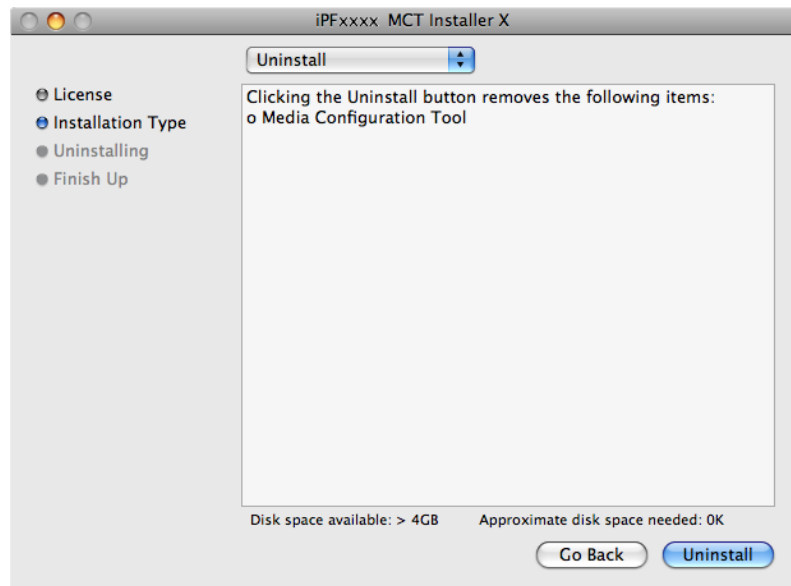 iPFxxxx MCT Installer X
Uninstall
License
Installation Type
Uninstalling
Finish Up
Clicking the Uninstall button removes the following items:
o Media Configuration Tool
Disk space available: > 4GB
Approximate disk space needed: 0K
Go Back
Uninstall